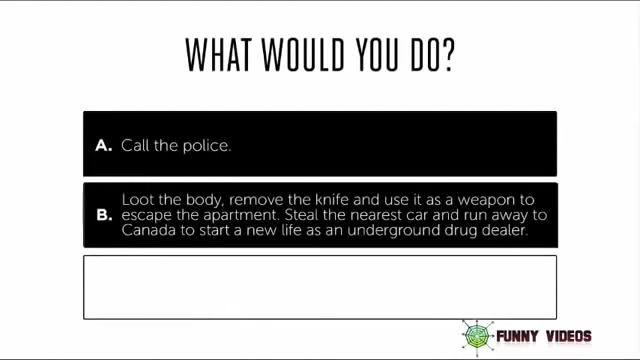 WHAT WOULD YOU DO?
A. Call the police.
Loot the body, remove the knife and use it as a weapon to
B. escape the apartment. Steal the nearest car and run away to
Canada to start a new life as an underground drug dealer.
FUNNY VIDEOS